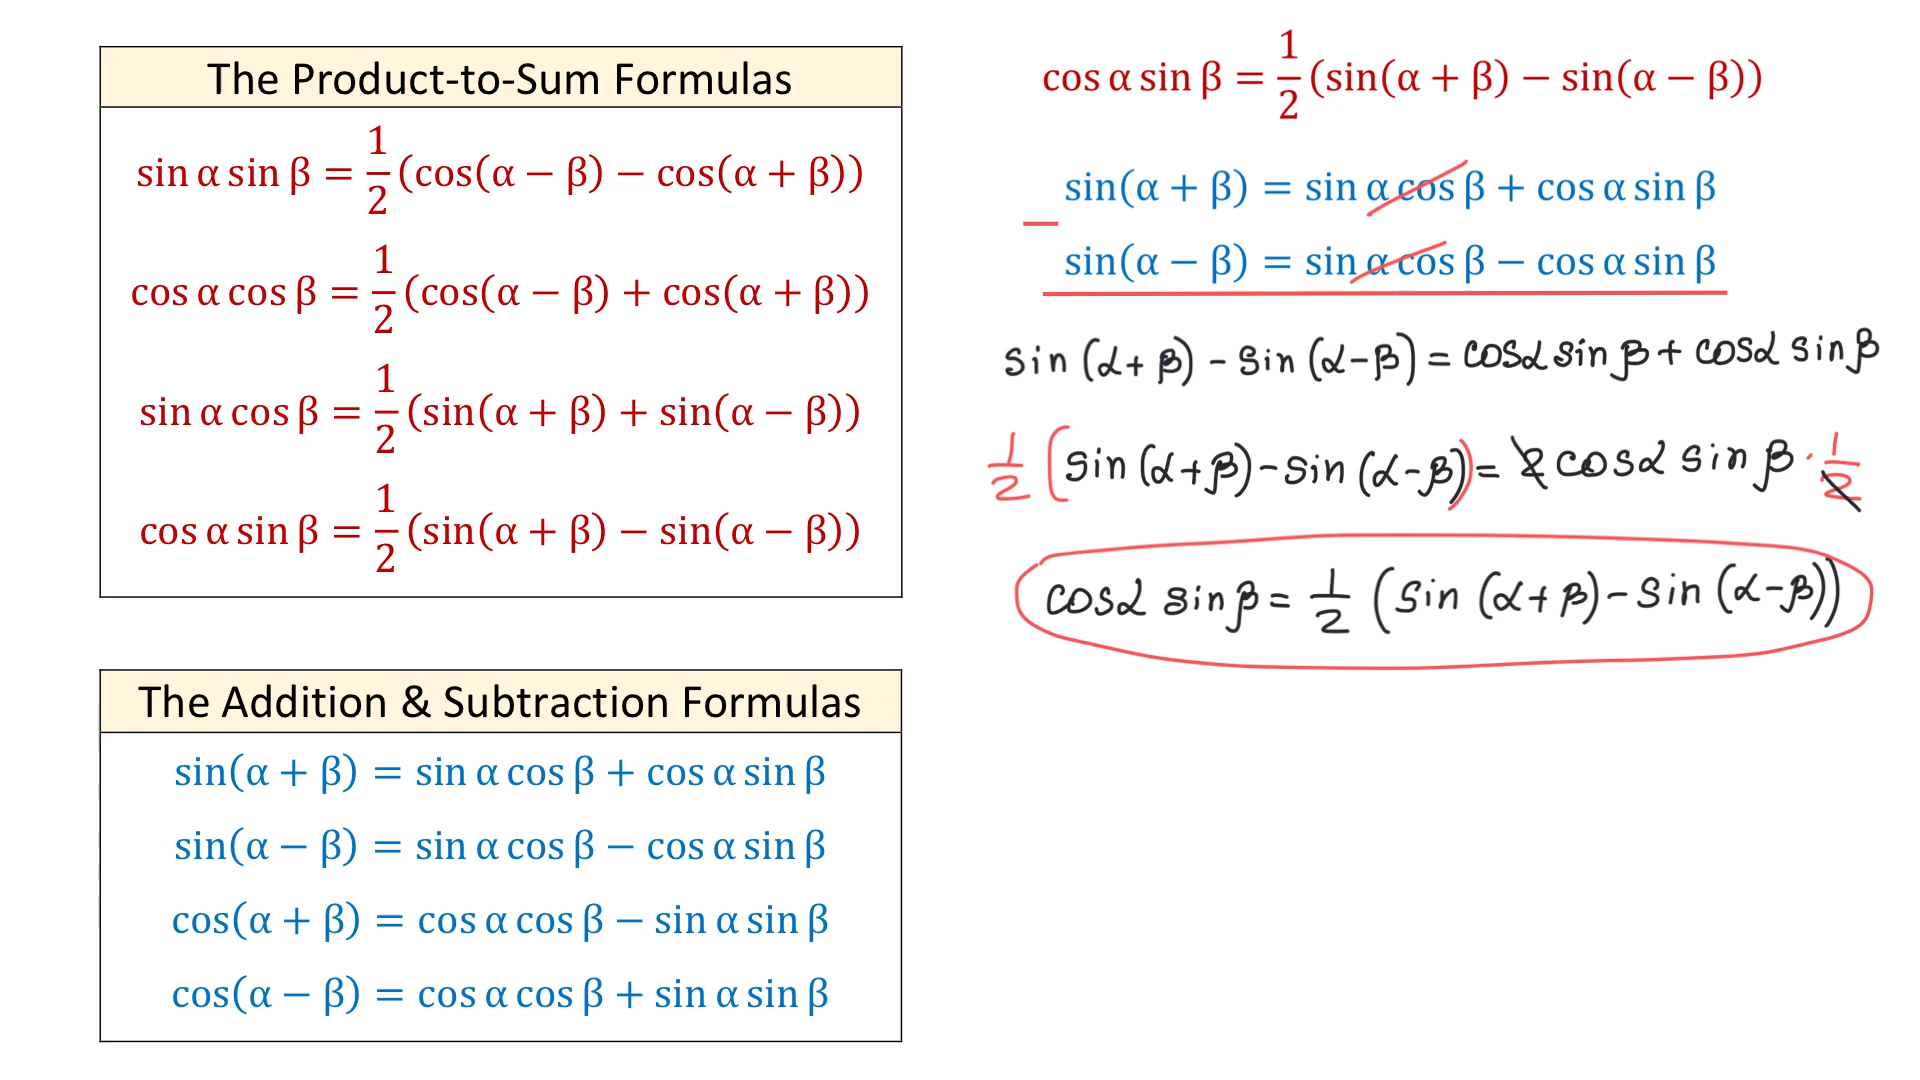 The Product-to-Sum Formulas
sin α sin β = 1/2 (cos(α − β) − cos(α + β))
cos α cos β = 1/2 (cos(α − β) + cos(α + β))
sin α cos β = 1/2 (sin(α + β) + sin(α − β))
cos α sin β = 1/2 (sin(α + β) − sin(α − β))
The Addition & Subtraction Formulas
sin(α + β) = sin α cos β + cos α sin β
sin(α − β) = sin α cos β − cos α sin β
cos(α + β) = cos α cos β − sin α sin β
cos(α − β) = cos α cos β + sin α sin β
cos α sin β = 1/2 (sin(α + β) − sin(α − β))
sin(α + β) = sin α cos β + cos α sin β
−
sin(α − β) = sin α cos β − cos α sin β
sin (α + β) − sin (α − β) = cosα sin β + cosα sin β
1/2 (sin (α + β) − sin (α − β)) = 2 cosα sin β · 1/2
cosα sin β = 1/2 (sin (α + β) − sin (α − β))